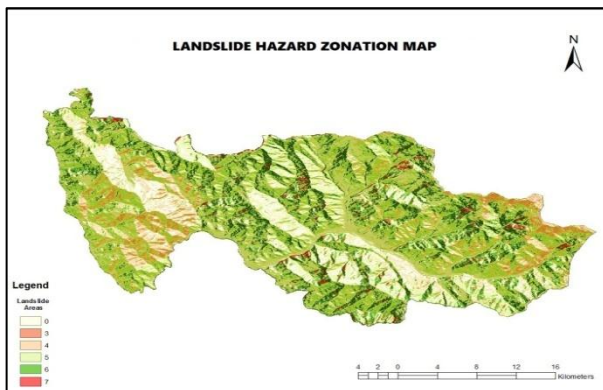 LANDSLIDE HAZARD ZONATION MAP
N
Legend
Landslide
Areas
0
3
4
5
6
7
4 2 0 4 8 12 16
Kilometers